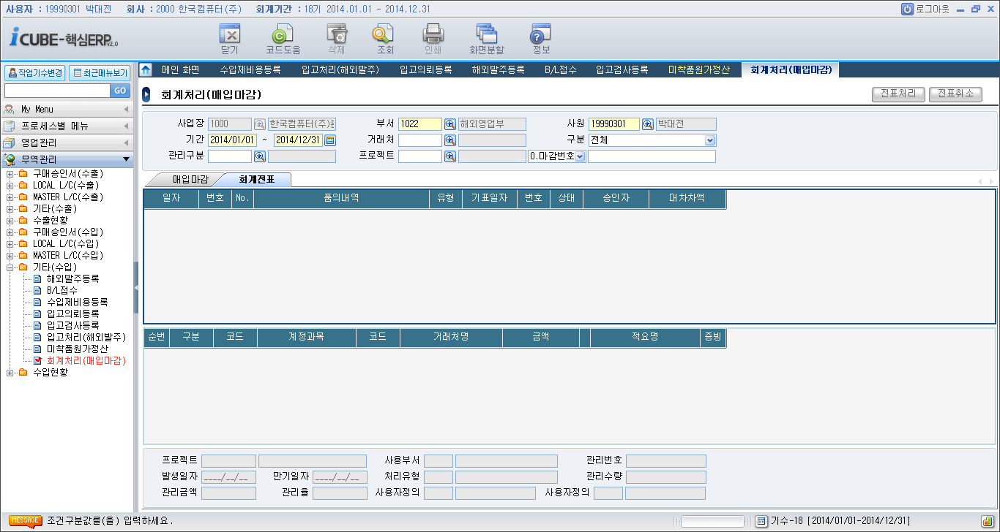 사용자 : 19990301 박대전 회사 : 2000 한국컴퓨터(주) 회계기간 : 18기 2014.01.01 ~ 2014.12.31 로그아웃
iCUBE-핵심ERP v2.0
닫기 코드도움 삭제 조회 인쇄 화면분할 정보
작업기수변경 최근메뉴보기
GO
My Menu
프로세스별 메뉴
영업관리
무역관리
구매승인서(수출)
LOCAL L/C(수출)
MASTER L/C(수출)
기타(수출)
수출현황
구매승인서(수입)
LOCAL L/C(수입)
MASTER L/C(수입)
기타(수입)
해외발주등록
B/L접수
수입제비용등록
입고의뢰등록
입고검사등록
입고처리(해외발주)
미착품원가정산
회계처리(매입마감)
수입현황
메인 화면 수입제비용등록 입고처리(해외발주) 입고의뢰등록 해외발주등록 B/L접수 입고검사등록 미착품원가정산 회계처리(매입마감)
회계처리(매입마감) 전표처리 전표취소
사업장 1000 한국컴퓨터(주) 부서 1022 해외영업부 사원 19990301 박대전
기간 2014/01/01 ~ 2014/12/31 거래처 구분 전체
관리구분 프로젝트 0.마감번호
매입마감 회계전표
일자 번호 No. 품의내역 유형 기표일자 번호 상태 승인자 대차차액
순번 구분 코드 계정과목 코드 거래처명 금액 적요명 증빙
프로젝트 사용부서 관리번호
발생일자 ____/__/__ 만기일자 ____/__/__ 처리유형 관리수량
관리금액 관리율 사용자정의 사용자정의
MESSAGE 조건구분값를(을) 입력하세요. 기수-18 [2014/01/01-2014/12/31]